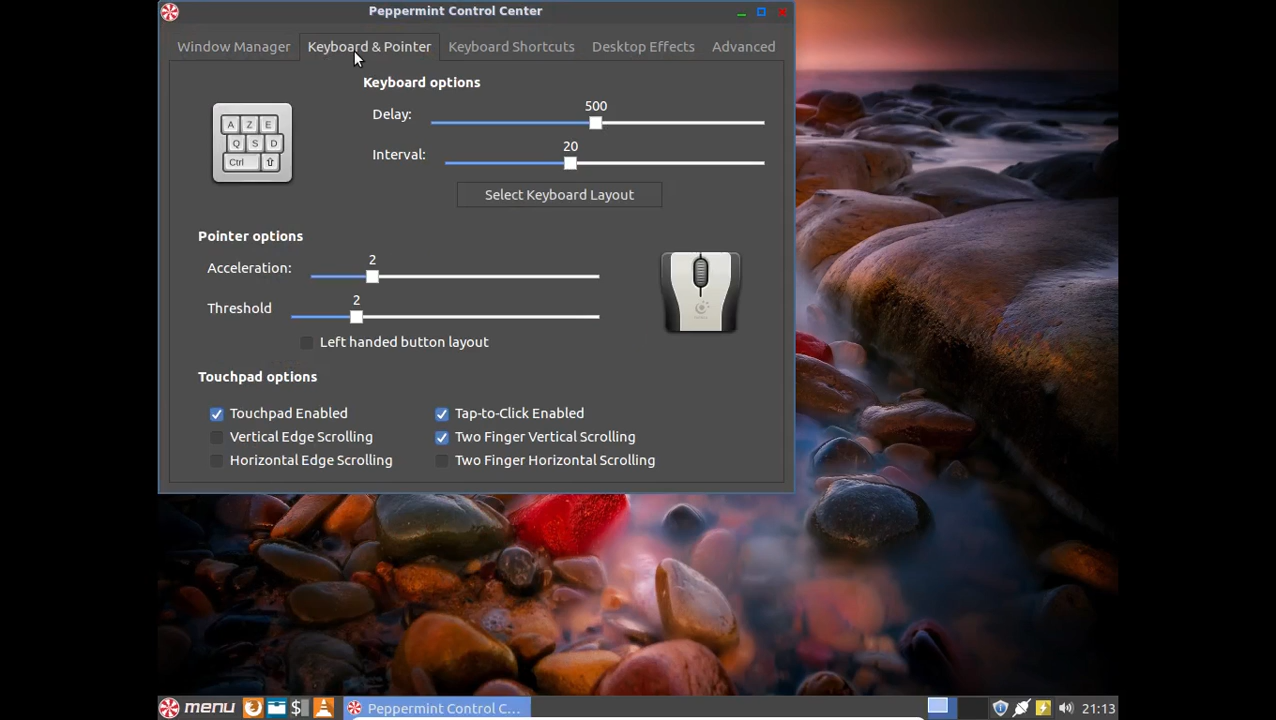 Peppermint Control Center
Window Manager Keyboard & Pointer Keyboard Shortcuts Desktop Effects Advanced
Keyboard options
500
Delay:
20
Interval:
A Z E
Q S D
Ctrl
Select Keyboard Layout
Pointer options
2
Acceleration:
2
Threshold
Left handed button layout
Touchpad options
Touchpad Enabled Tap-to-Click Enabled
Vertical Edge Scrolling Two Finger Vertical Scrolling
Horizontal Edge Scrolling Two Finger Horizontal Scrolling
menu $ Peppermint Control C... 21:13